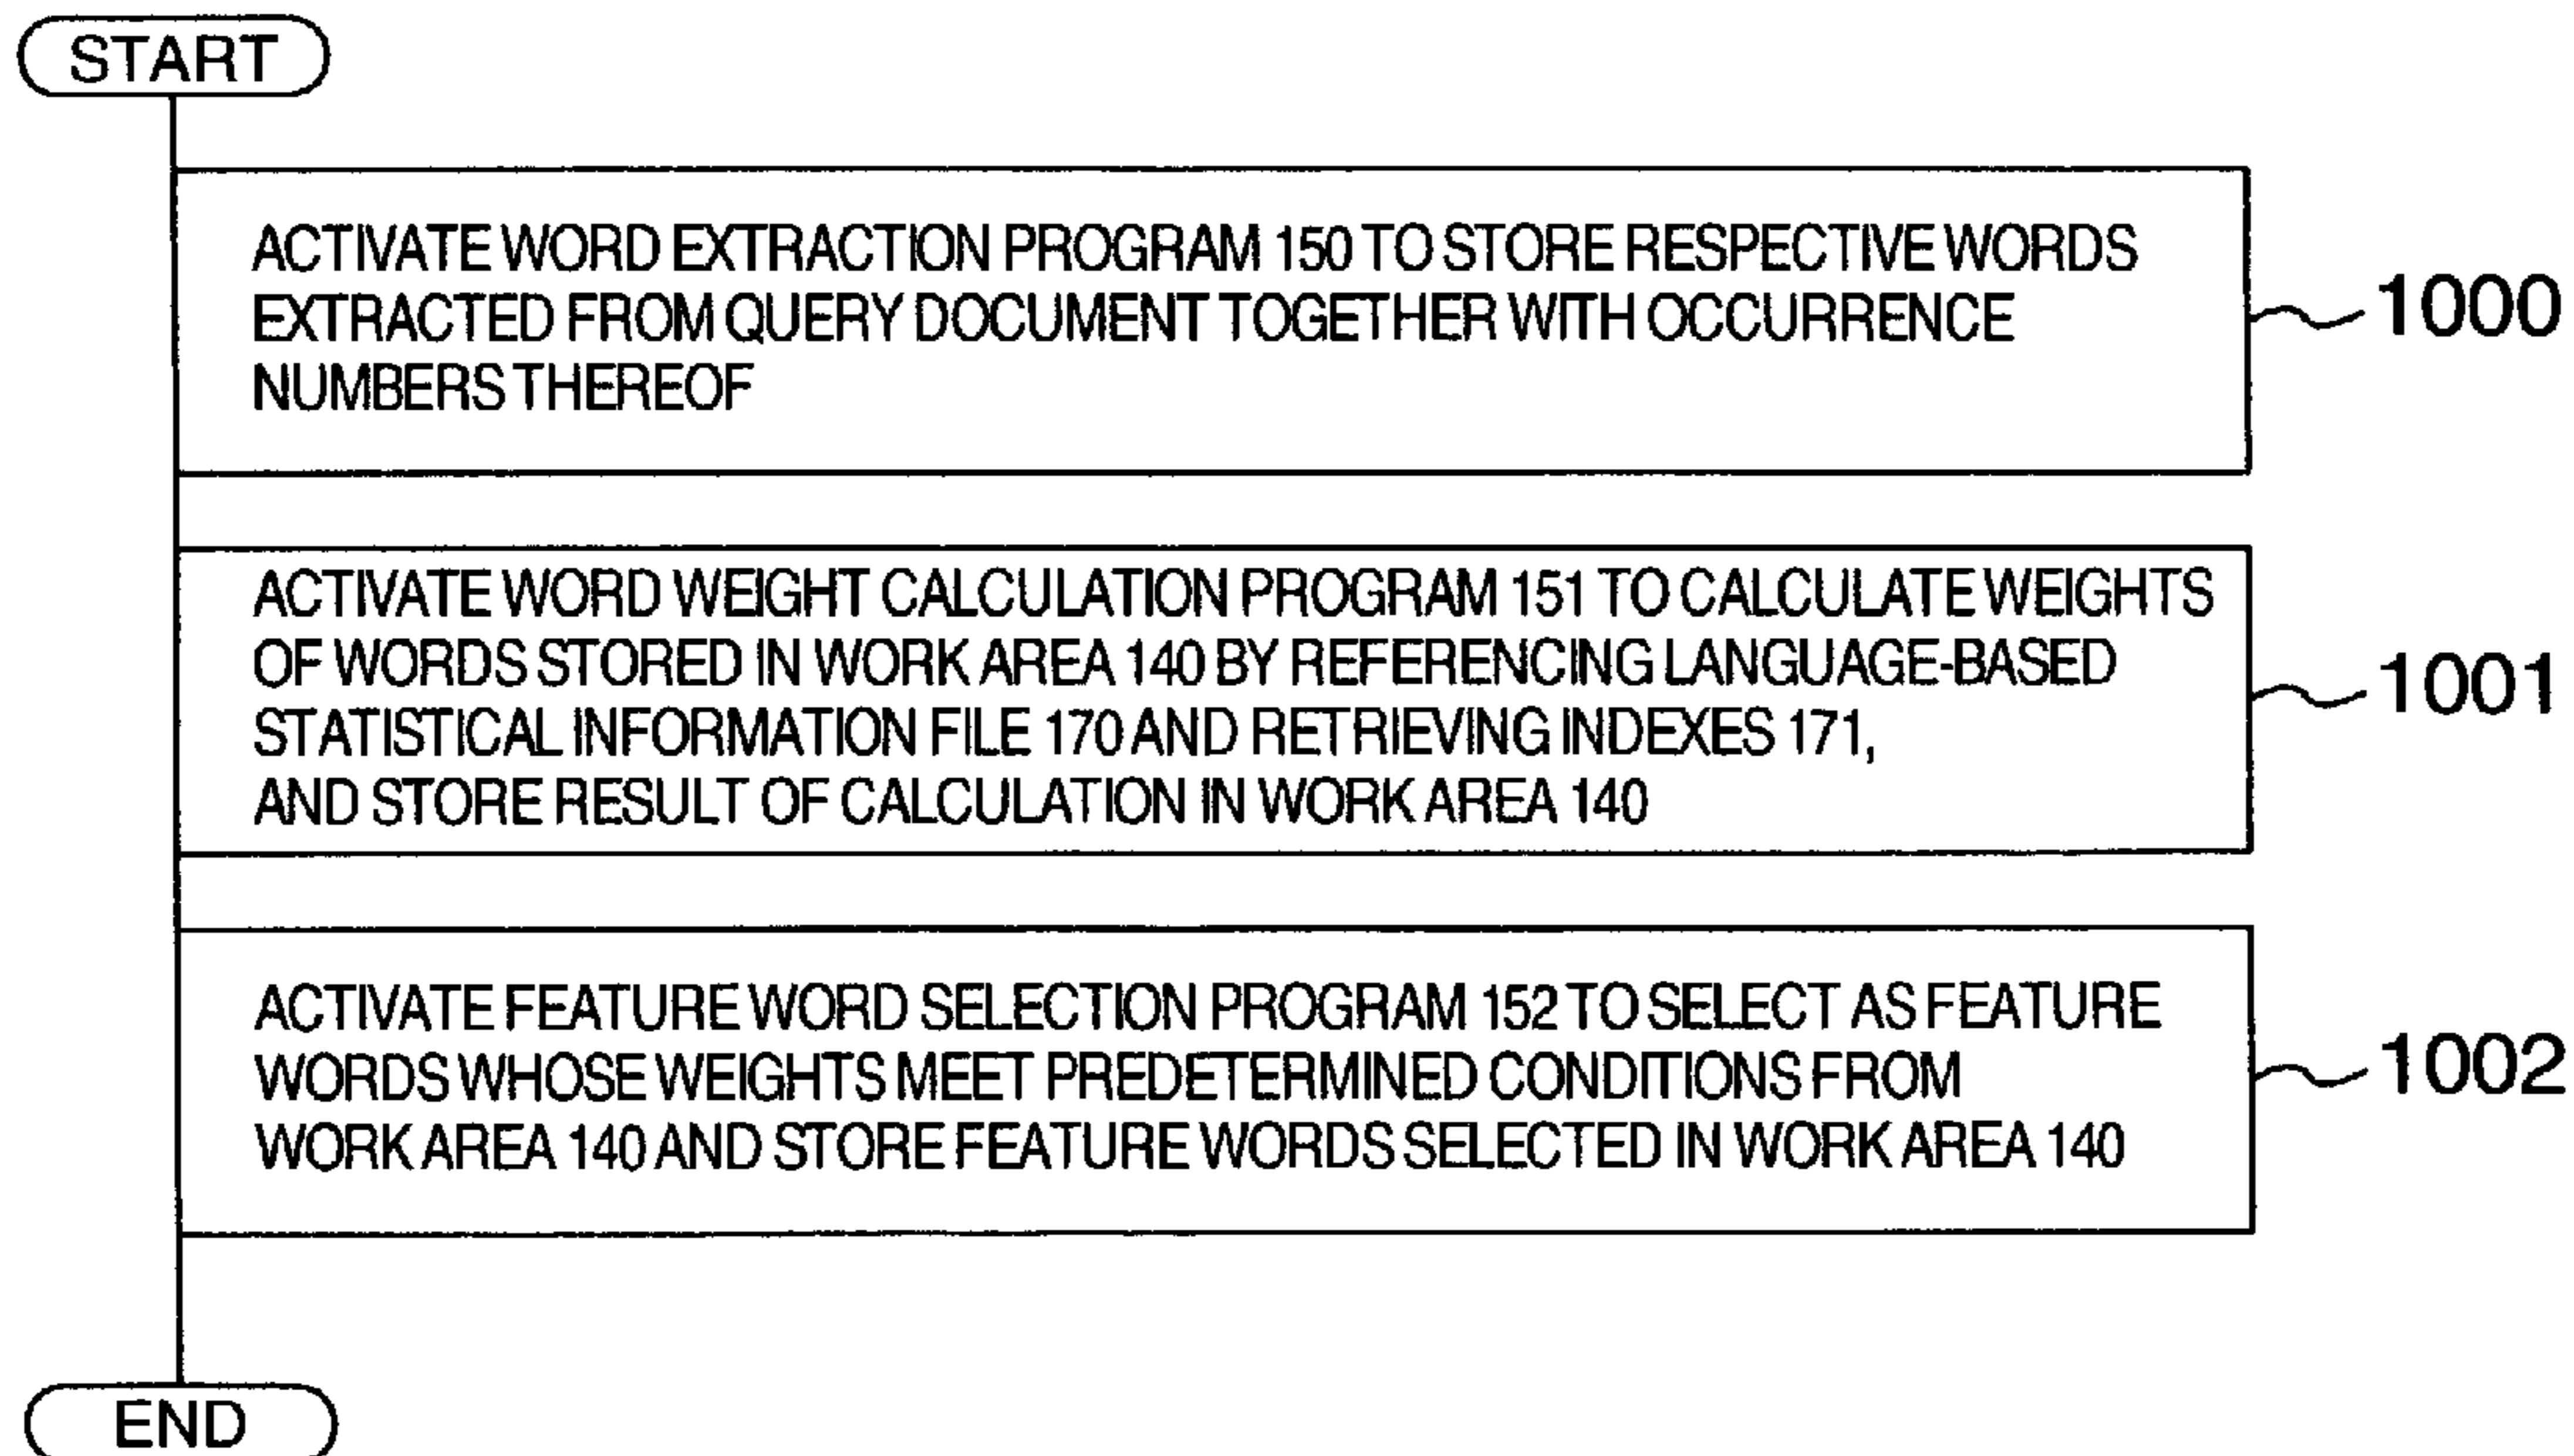 START
ACTIVATE WORD EXTRACTION PROGRAM 150 TO STORE RESPECTIVE WORDS
EXTRACTED FROM QUERY DOCUMENT TOGETHER WITH OCCURRENCE
NUMBERS THEREOF
1000
ACTIVATE WORD WEIGHT CALCULATION PROGRAM 151 TO CALCULATE WEIGHTS
OF WORDS STORED IN WORK AREA 140 BY REFERENCING LANGUAGE-BASED
STATISTICAL INFORMATION FILE 170 AND RETRIEVING INDEXES 171,
AND STORE RESULT OF CALCULATION IN WORK AREA 140
1001
ACTIVATE FEATURE WORD SELECTION PROGRAM 152 TO SELECT AS FEATURE
WORDS WHOSE WEIGHTS MEET PREDETERMINED CONDITIONS FROM
WORK AREA 140 AND STORE FEATURE WORDS SELECTED IN WORK AREA 140
1002
END